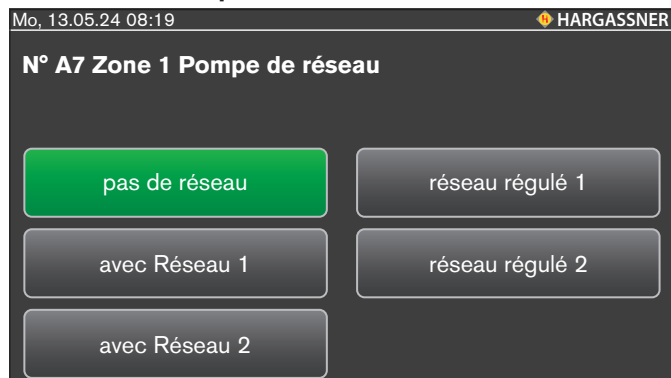 Mo, 13.05.24 08:19 HARGASSNER
N° A7 Zone 1 Pompe de réseau
pas de réseau réseau régulé 1
avec Réseau 1 réseau régulé 2
avec Réseau 2